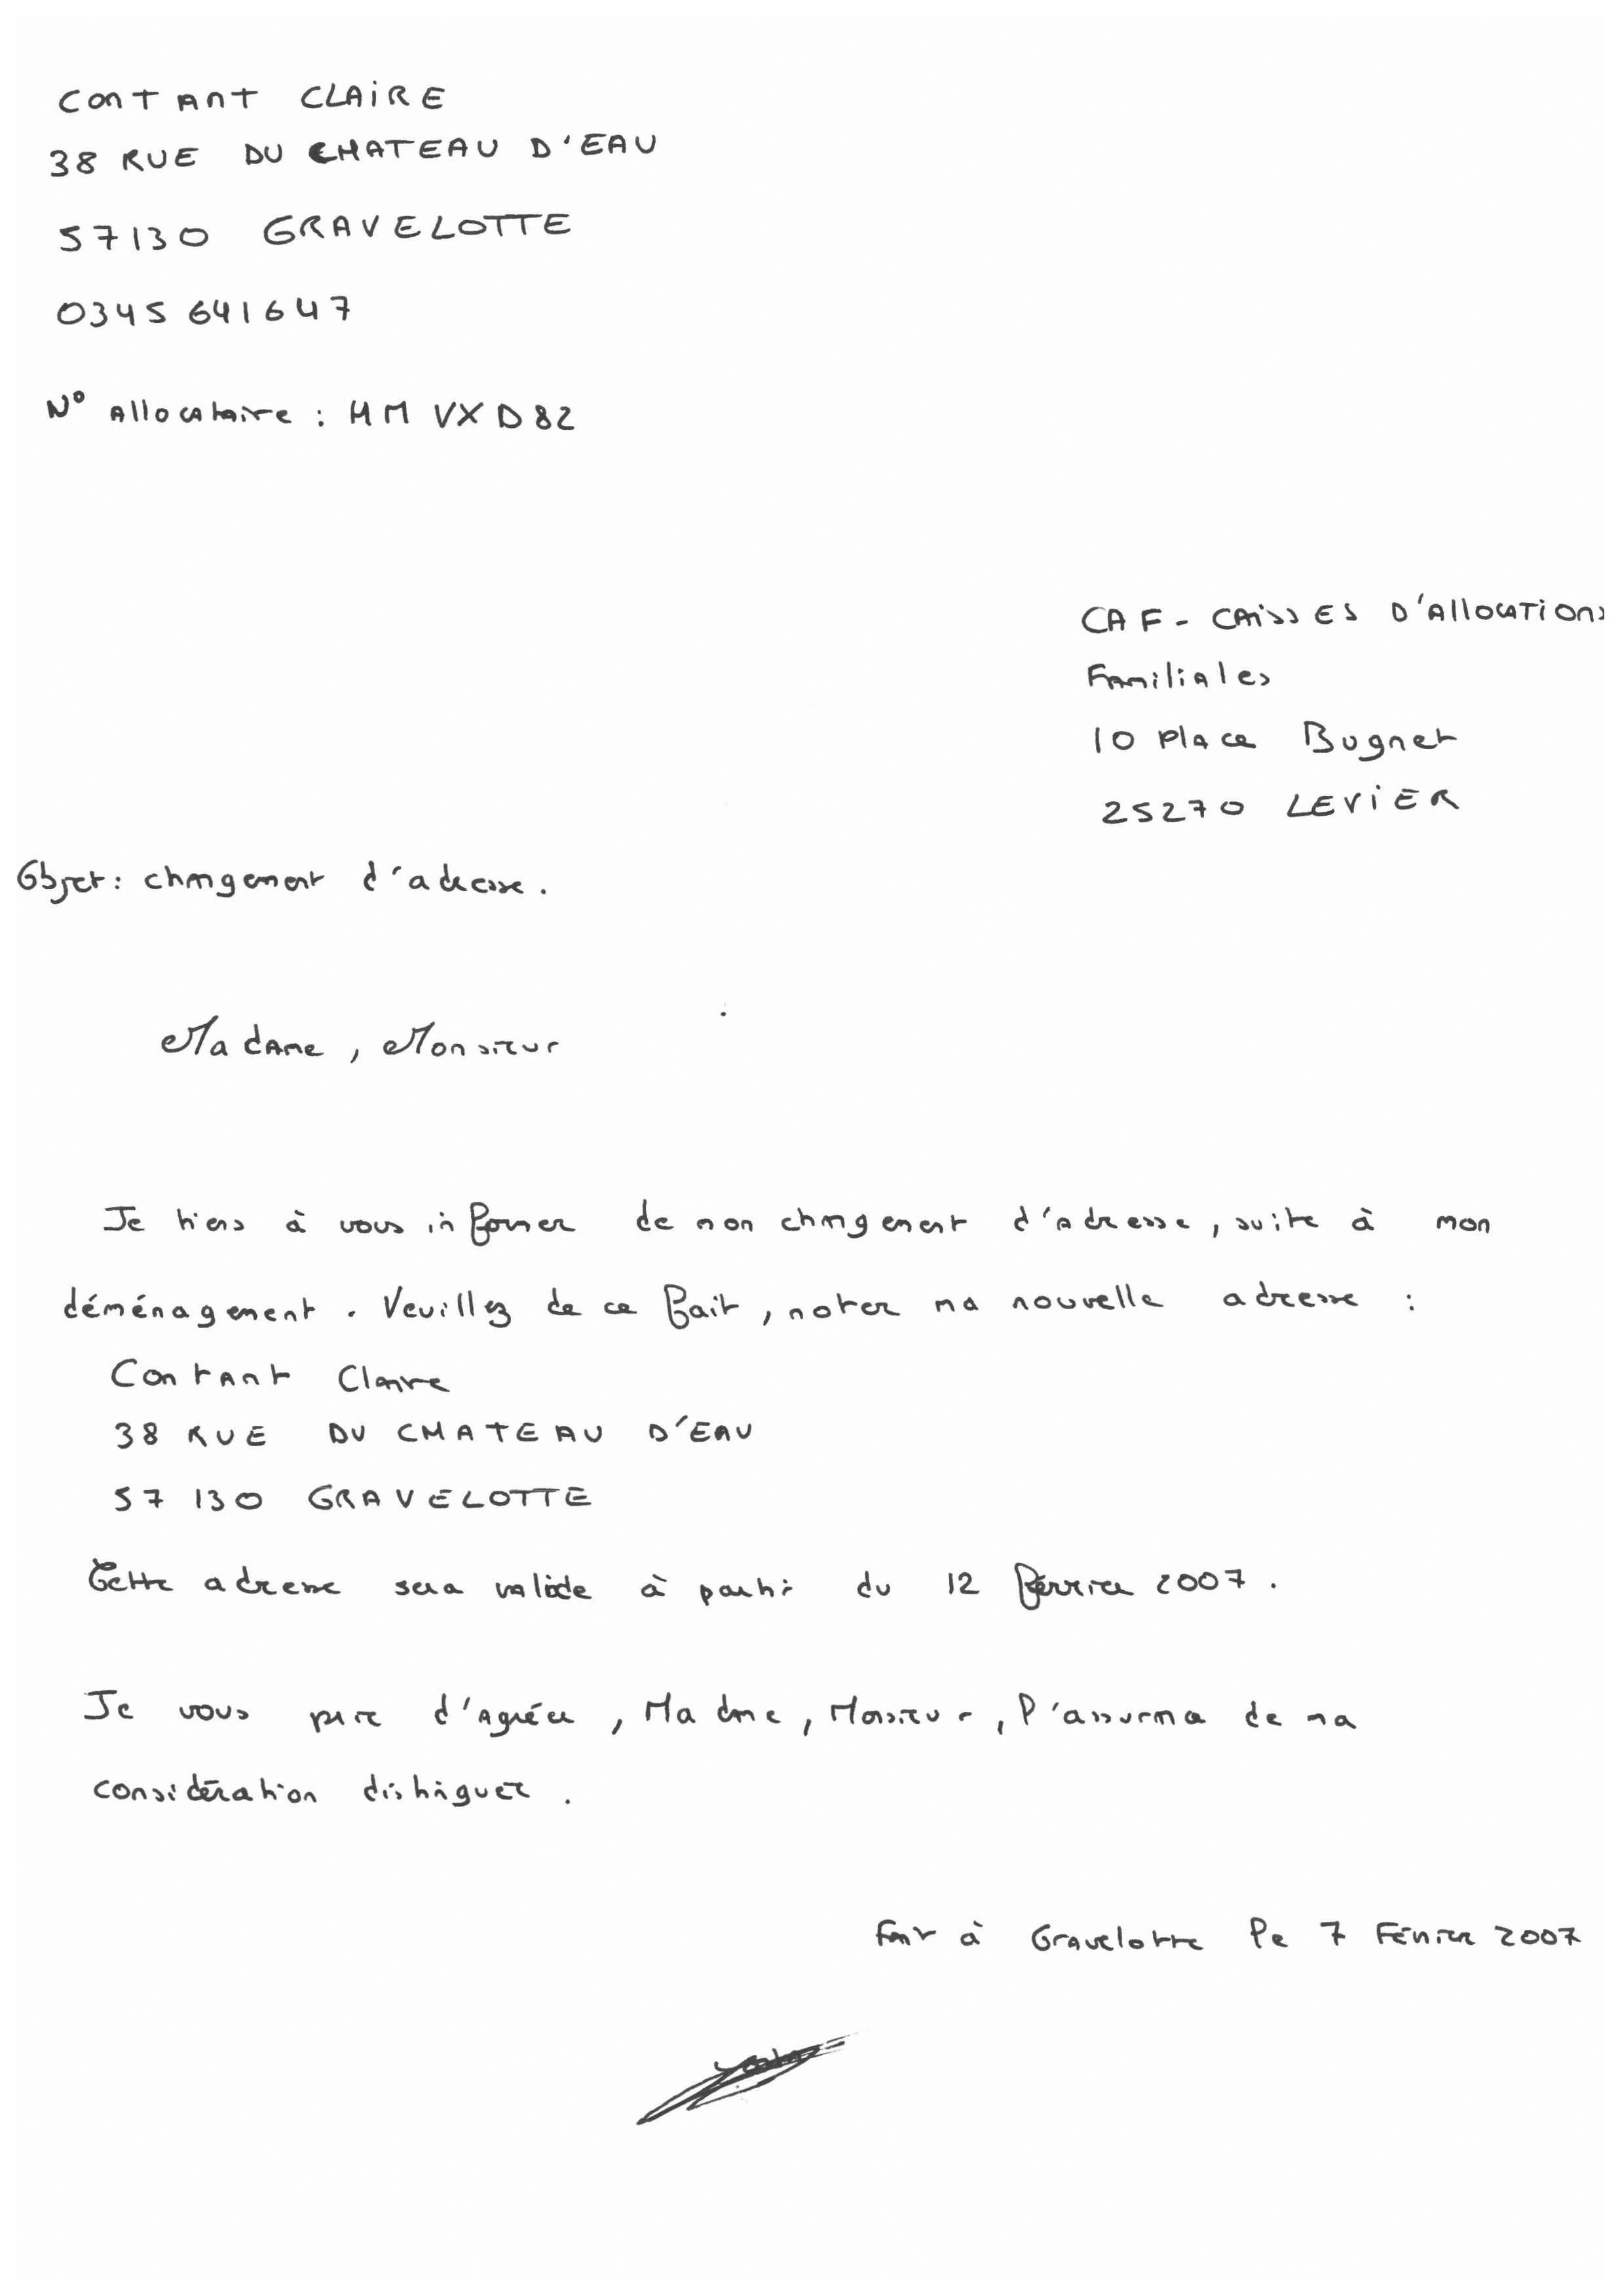 CONTANT CLAIRE
38 RUE DU CHATEAU D'EAU
57130 GRAVELOTTE
0345 641647
N° Allocataire : HMVXD82
CAF - CAISSES D'ALLOCATIONS
Familiales
10 Place Bugnet
25270 LEVIER
Objet : changement d'adresse.
Madame, Monsieur
Je tiens à vous informer de mon changement d'adresse, suite à mon
déménagement. Veuillez de ce fait, noter ma nouvelle adresse :
Contant Claire
38 RUE DU CHATEAU D'EAU
57130 GRAVELOTTE
Cette adresse sera valide à partir du 12 février 2007.
Je vous prie d'agréer, Madame, Monsieur, l'assurance de ma
considération distinguée.
Fait à Gravelotte le 7 Février 2007